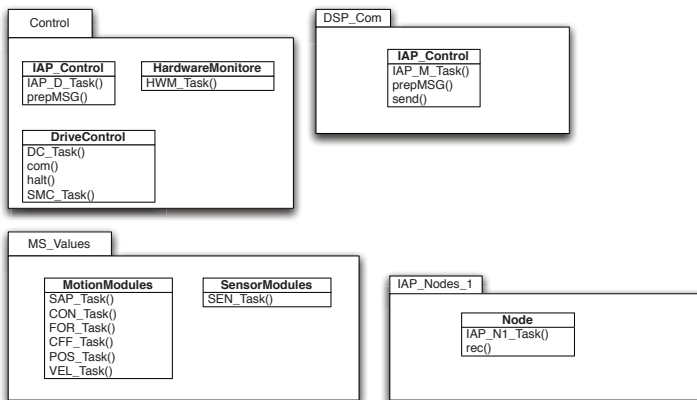 Control
IAP_Control
IAP_D_Task()
prepMSG()
HardwareMonitore
HWM_Task()
DriveControl
DC_Task()
com()
halt()
SMC_Task()
DSP_Com
IAP_Control
IAP_M_Task()
prepMSG()
send()
MS_Values
MotionModules
SAP_Task()
CON_Task()
FOR_Task()
CFF_Task()
POS_Task()
VEL_Task()
SensorModules
SEN_Task()
IAP_Nodes_1
Node
IAP_N1_Task()
rec()